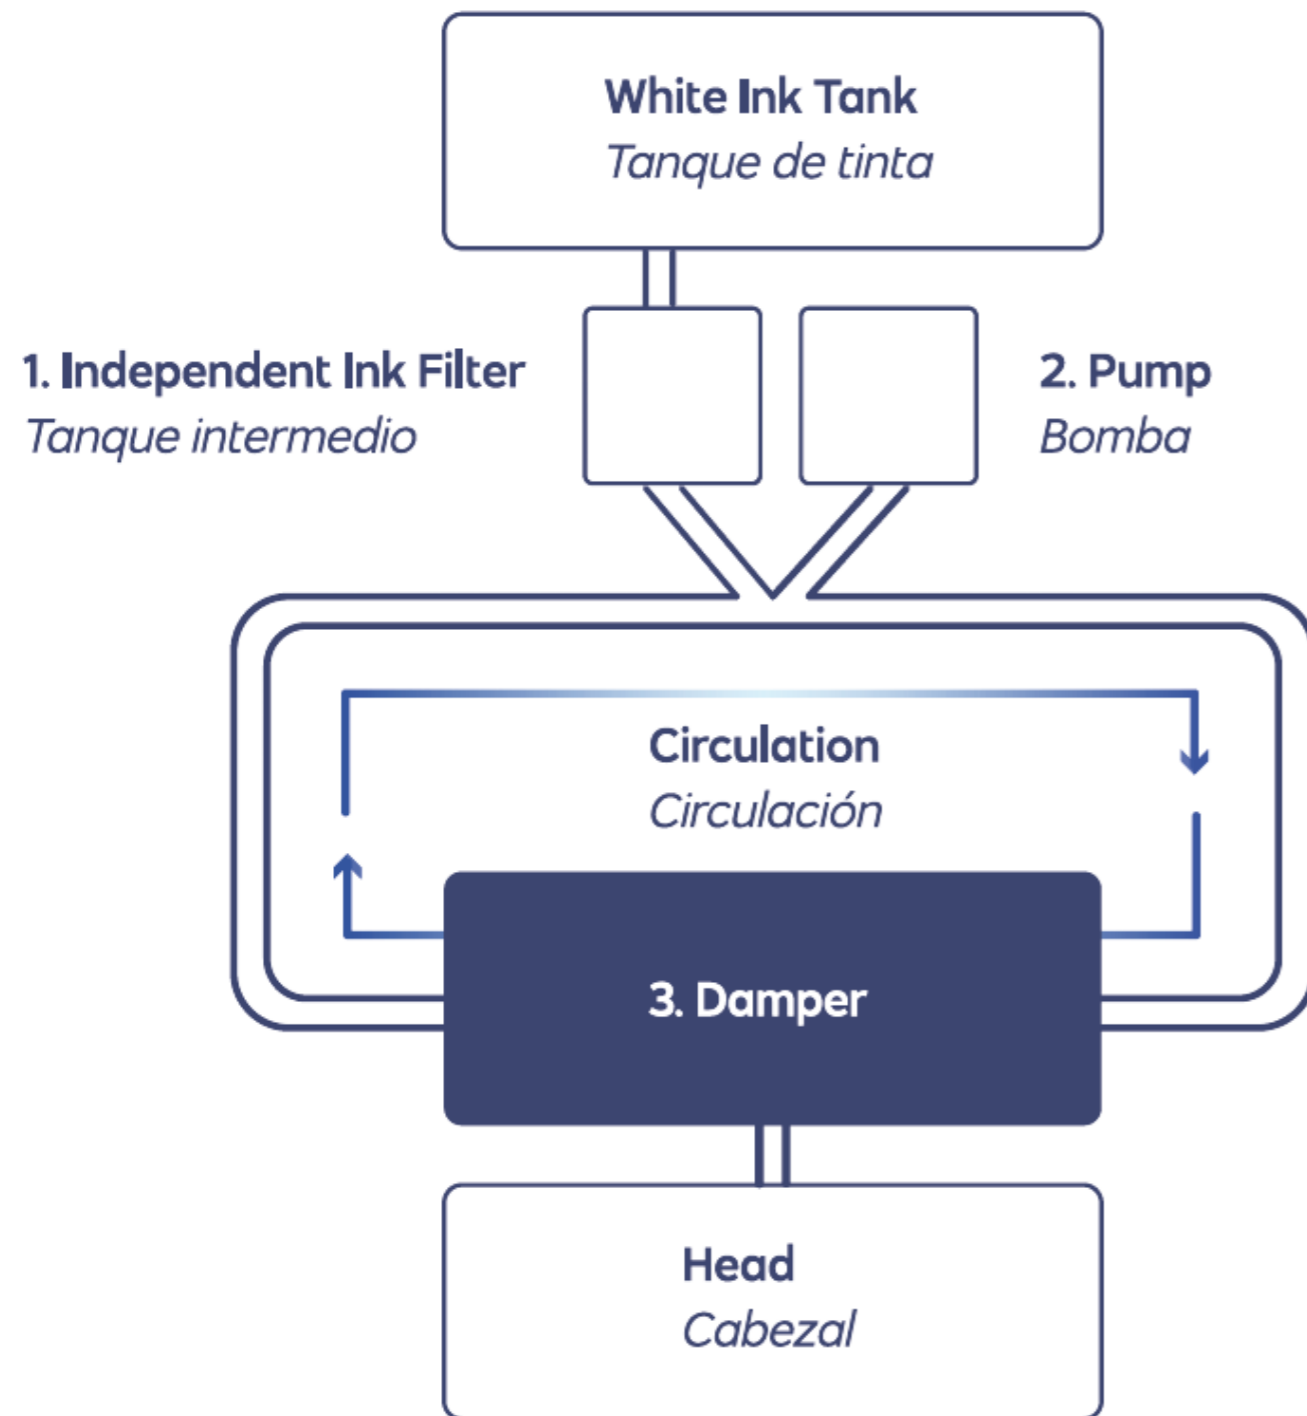 White Ink Tank
Tanque de tinta
1. Independent Ink Filter
Tanque intermedio
2. Pump
Bomba
Circulation
Circulación
3. Damper
Head
Cabezal